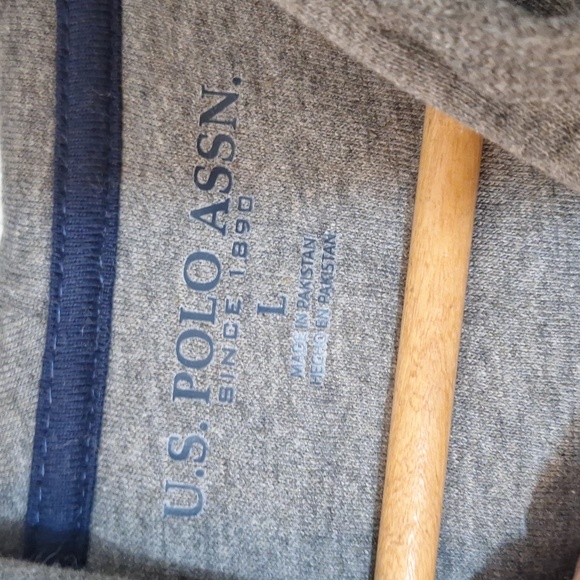 U.S. POLO ASSN.
SINCE 1890
L
MADE IN PAKISTAN
HECHO EN PAKISTAN